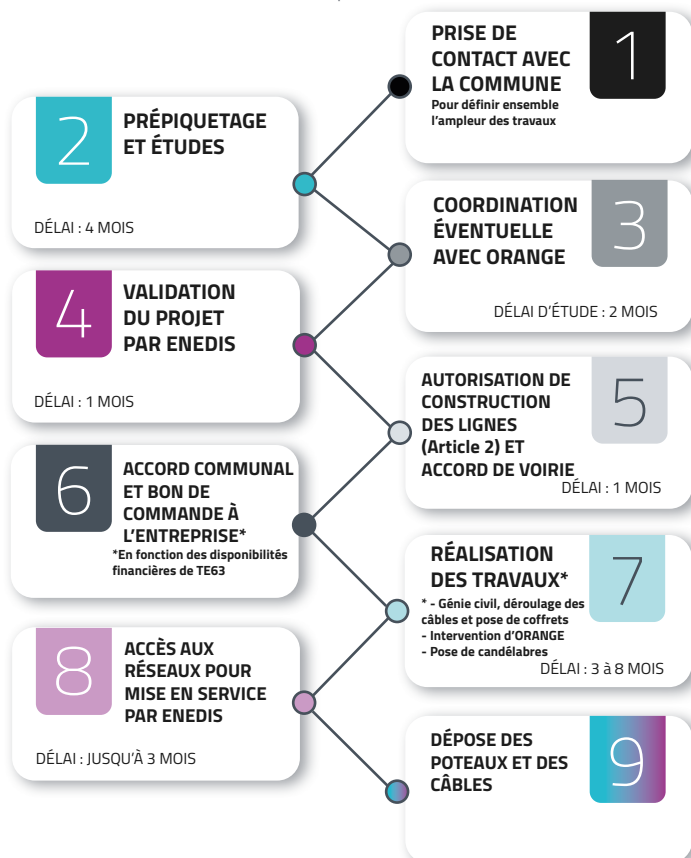 1
PRISE DE
CONTACT AVEC
LA COMMUNE
Pour définir ensemble
l'ampleur des travaux
2
PRÉPIQUETAGE
ET ÉTUDES
DÉLAI : 4 MOIS
3
COORDINATION
ÉVENTUELLE
AVEC ORANGE
DÉLAI D'ÉTUDE : 2 MOIS
4
VALIDATION
DU PROJET
PAR ENEDIS
DÉLAI : 1 MOIS
5
AUTORISATION DE
CONSTRUCTION
DES LIGNES
(Article 2) ET
ACCORD DE VOIRIE
DÉLAI : 1 MOIS
6
ACCORD COMMUNAL
ET BON DE
COMMANDE À
L'ENTREPRISE*
*En fonction des disponibilités
financières de TE63
7
RÉALISATION
DES TRAVAUX*
* - Génie civil, déroulage des
câbles et pose de coffrets
- Intervention d'ORANGE
- Pose de candélabres
DÉLAI : 3 à 8 MOIS
8
ACCÈS AUX
RÉSEAUX POUR
MISE EN SERVICE
PAR ENEDIS
DÉLAI : JUSQU'À 3 MOIS
9
DÉPOSE DES
POTEAUX ET DES
CÂBLES